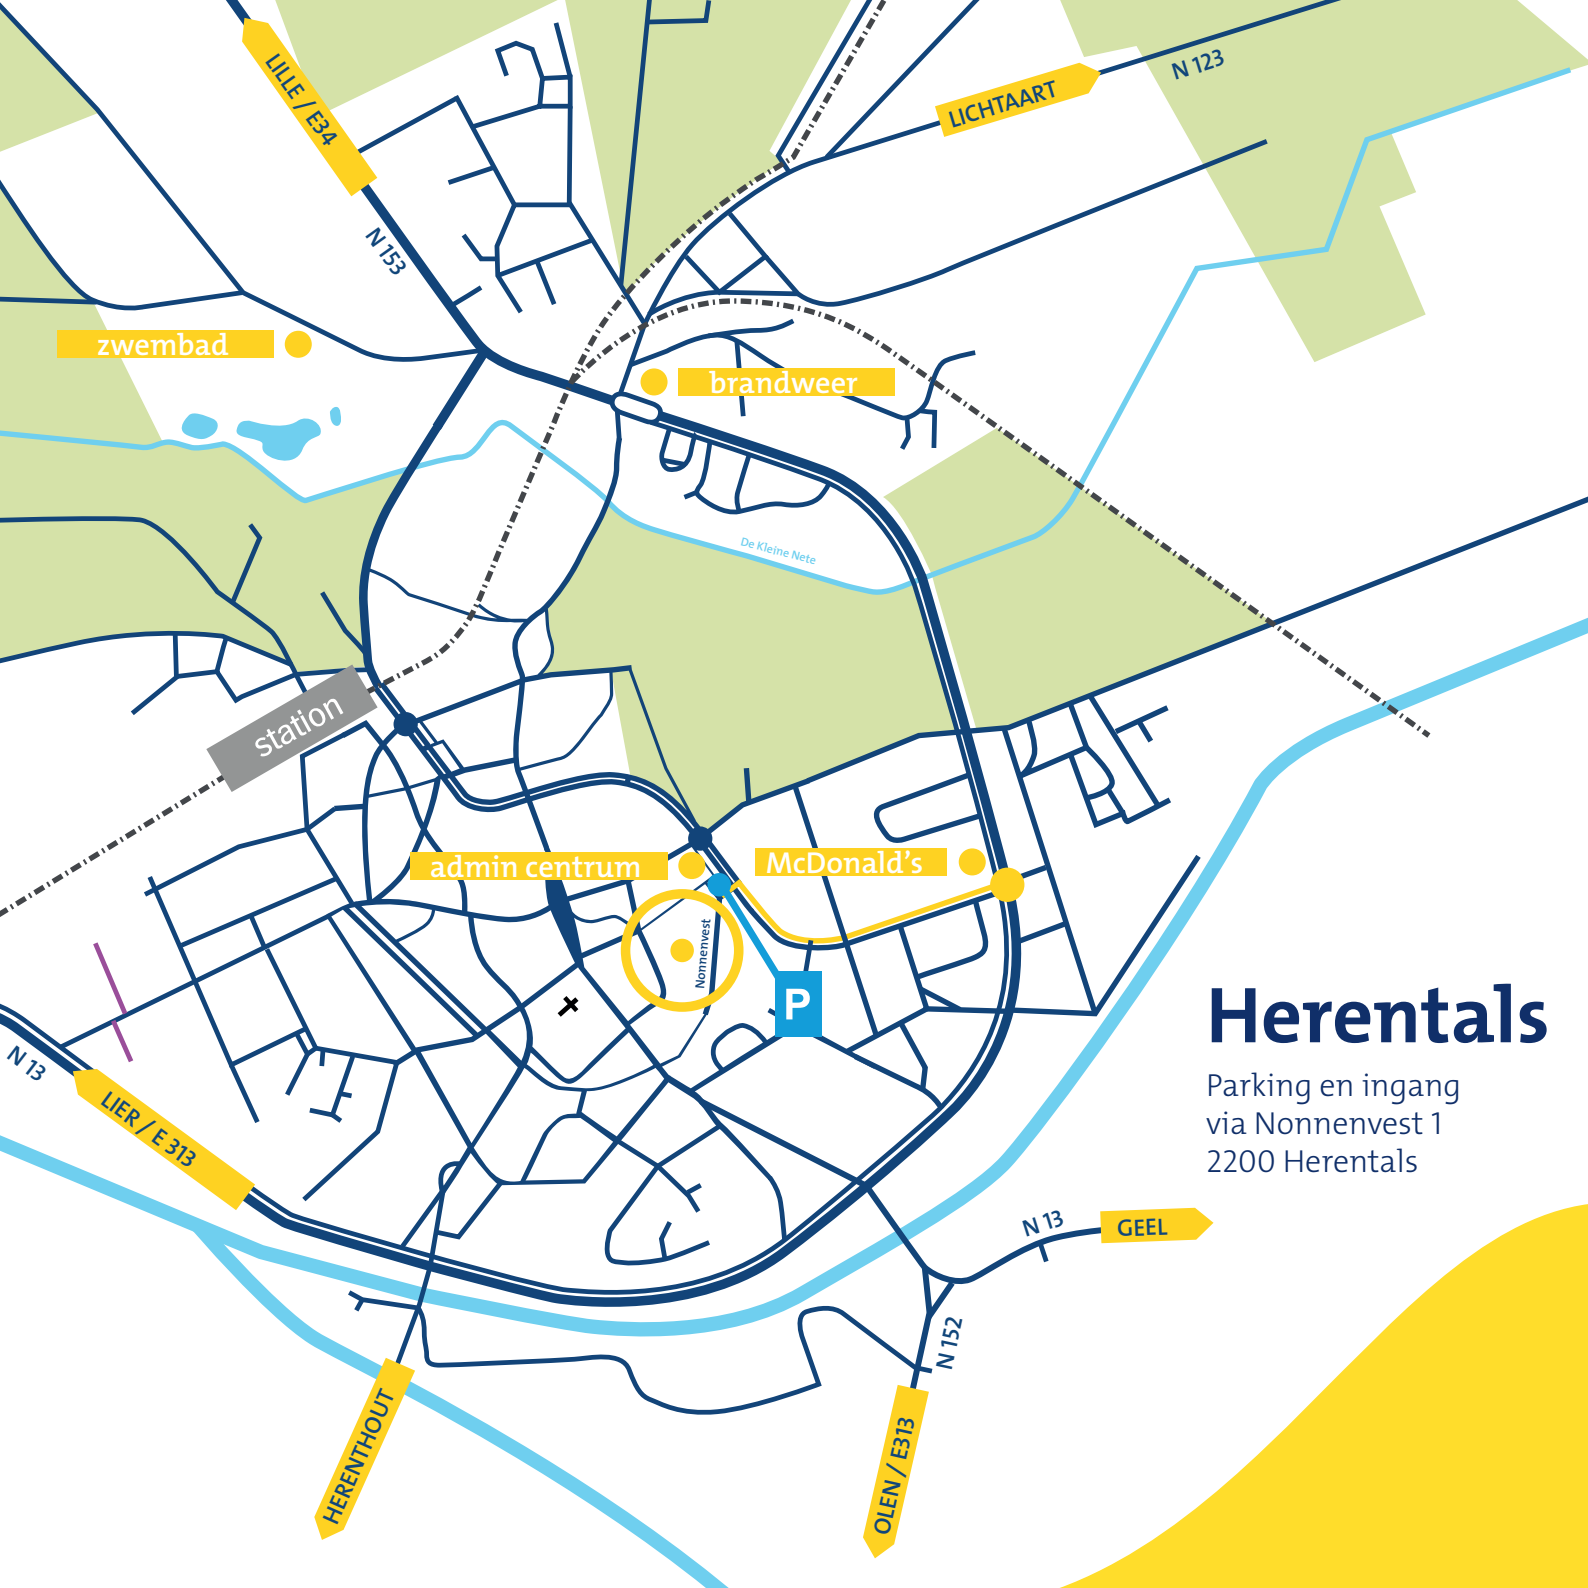 LILLE / E34
N 153
LICHTAART
N 123
zwembad
brandweer
De Kleine Nete
station
admin centrum
McDonald's
Nonnenvest
P
Herentals
Parking en ingang
via Nonnenvest 1
2200 Herentals
N 13
LIER / E 313
N 13
GEEL
N 152
HERENTHOUT
OLEN / E313